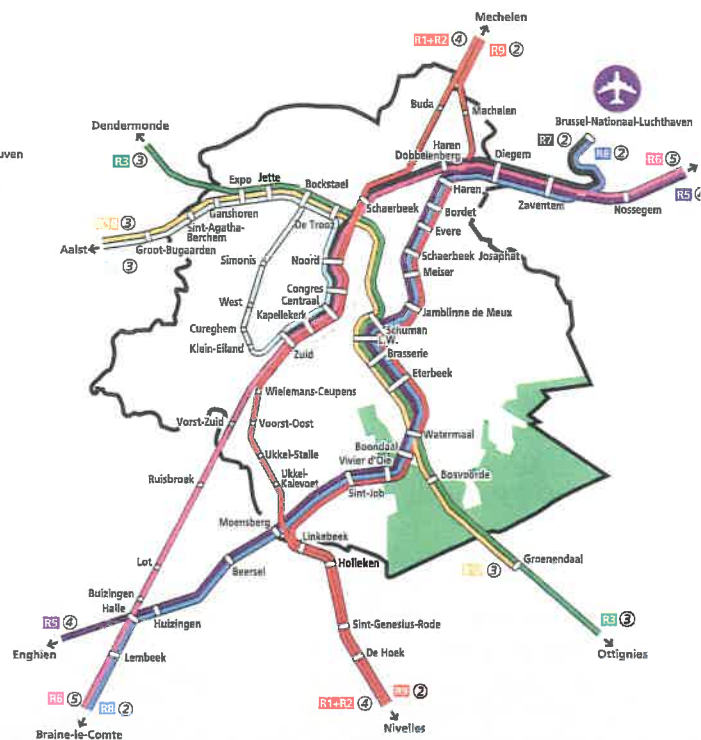 Mechelen
R1+R2 ④
R9 ②
Buda
Machelen
Brussel-Nationaal-Luchthaven
Dendermonde
R7 ②
R8 ②
R3 ③
Haren
Dobbelenberg
Diegem
R6 ⑤
uven
Expo
Jette
Bockstael
Haren
R5
Ganshoren
Schaerbeek
Zaventem
Nossegem
Sint-Agatha-
Berchem
De Trooz
Bordet
③
Groot-Bijgaarden
Evere
Aalst
③
Simonis
Noord
Schaerbeek Josaphat
Meiser
West
Congres
Centraal
Kapellekerk
Jamblinne de Meux
Cureghem
Schuman
L.W.
Klein-Eiland
Zuid
Brasserie
Eterbeek
Wielemans-Ceupens
Vorst-Zuid
Voorst-Oost
Watermaal
Boondaal
Vivier d'Oie
Ukkel-Stalle
Ruisbroek
Ukkel-
Kalevoet
Sint-Job
Bosvoorde
Moensberg
Linkebeek
Groenendaal
Lot
Beersel
Holleken
③
Buizingen
Halle
R5 ④
Huizingen
Sint-Genesius-Rode
R3 ③
Enghien
Lembeek
De Hoek
Ottignies
R6 ⑤
R8 ②
R1+R2 ④
R9 ②
Braine-le-Comte
Nivelles